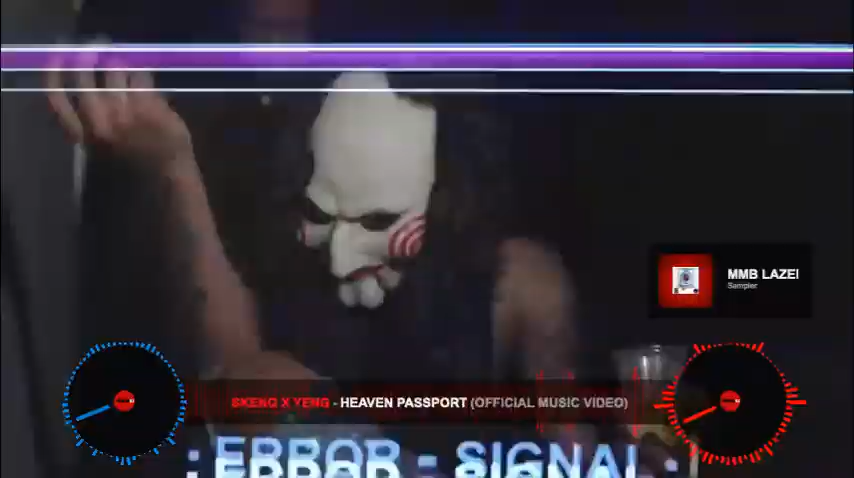 MMB LAZEI
Sampler
SKENG X YENG - HEAVEN PASSPORT (OFFICIAL MUSIC VIDEO)
: ERROR - SIGNAL :